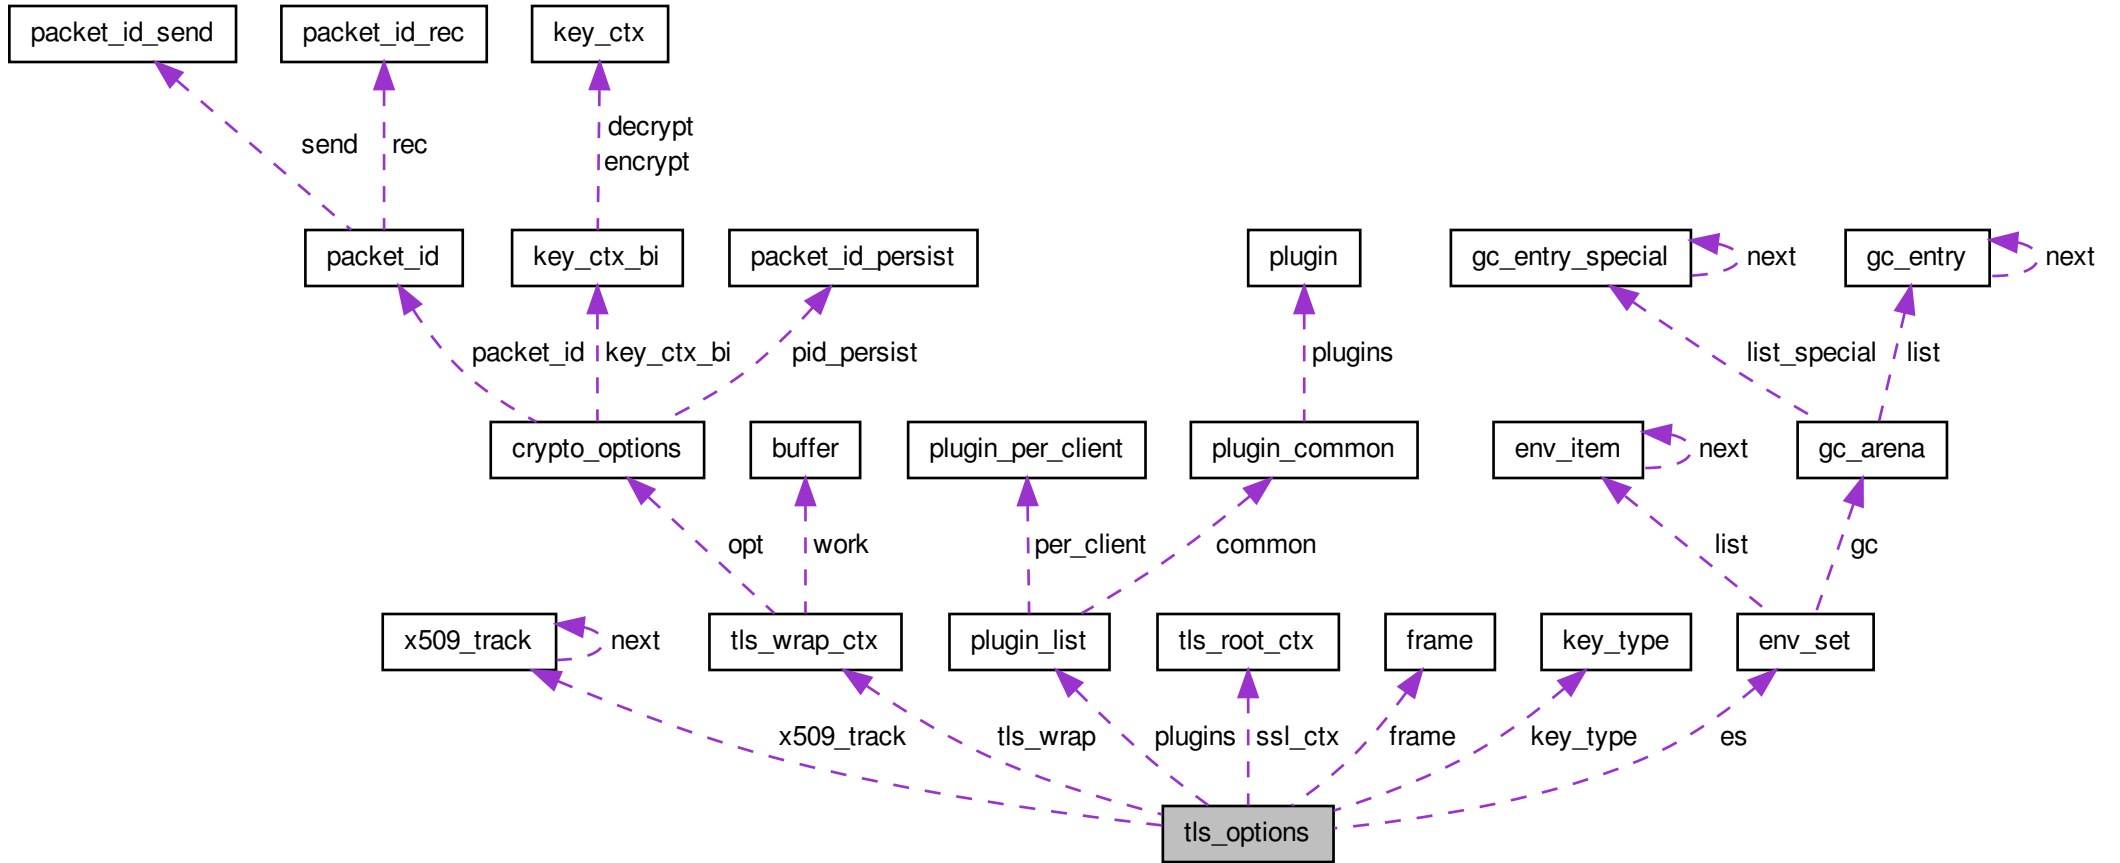 packet_id_send
packet_id_rec
key_ctx
decrypt
send
rec
encrypt
packet_id
key_ctx_bi
packet_id_persist
plugin
gc_entry_special
next
gc_entry
next
packet_id
key_ctx_bi
pid_persist
plugins
list_special
list
crypto_options
buffer
plugin_per_client
plugin_common
env_item
next
gc_arena
opt
work
per_client
common
list
gc
x509_track
next
tls_wrap_ctx
plugin_list
tls_root_ctx
frame
key_type
env_set
x509_track
tls_wrap
plugins
ssl_ctx
frame
key_type
es
tls_options